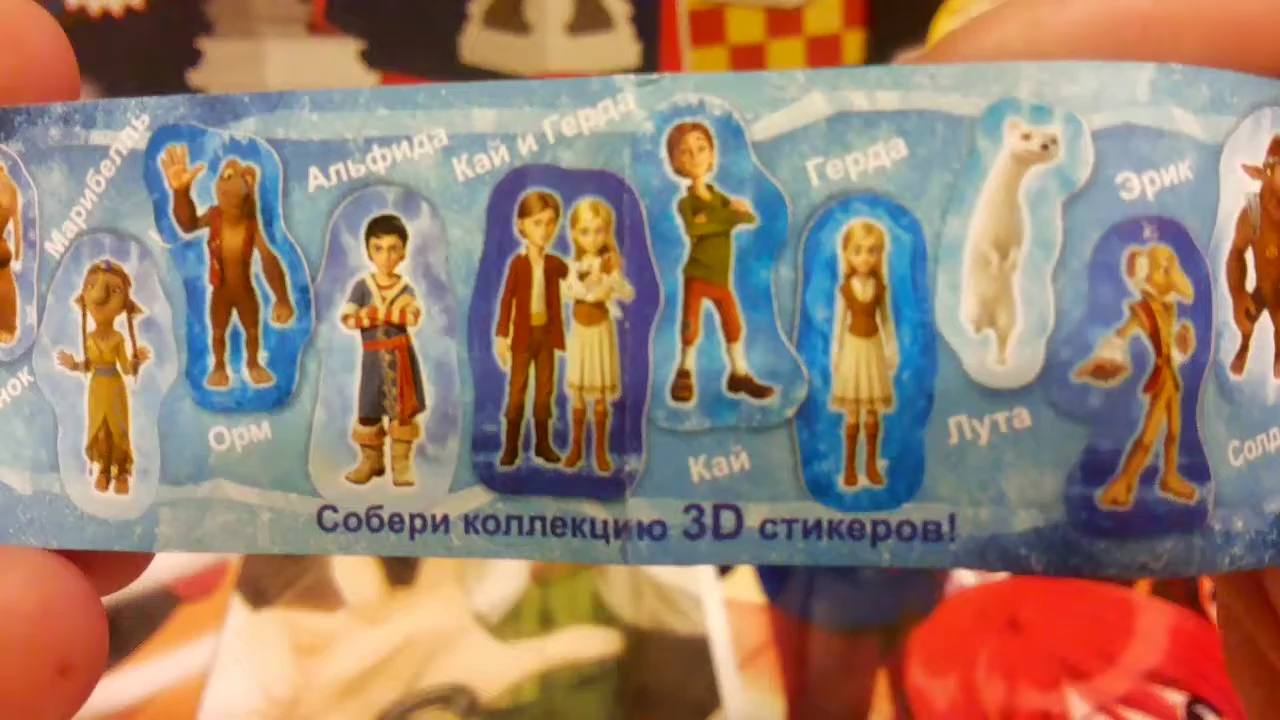 Марибель
Орм
Альфида
Кай и Герда
Кай
Герда
Лута
Эрик
Собери коллекцию 3D стикеров!